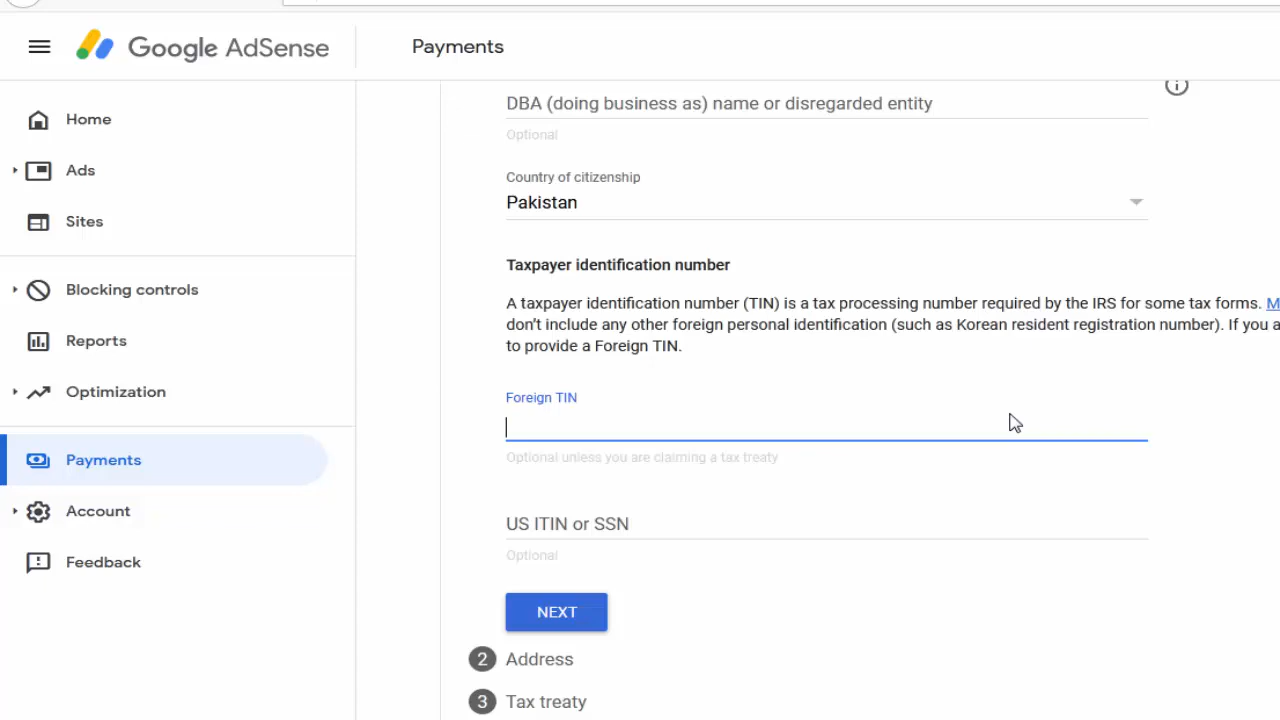 Google AdSense
Payments
Home
Ads
Sites
Blocking controls
Reports
Optimization
Payments
Account
Feedback
DBA (doing business as) name or disregarded entity
Optional
Country of citizenship
Pakistan
Taxpayer identification number
A taxpayer identification number (TIN) is a tax processing number required by the IRS for some tax forms. M
don't include any other foreign personal identification (such as Korean resident registration number). If you a
to provide a Foreign TIN.
Foreign TIN
Optional unless you are claiming a tax treaty
US ITIN or SSN
Optional
NEXT
2 Address
3 Tax treaty